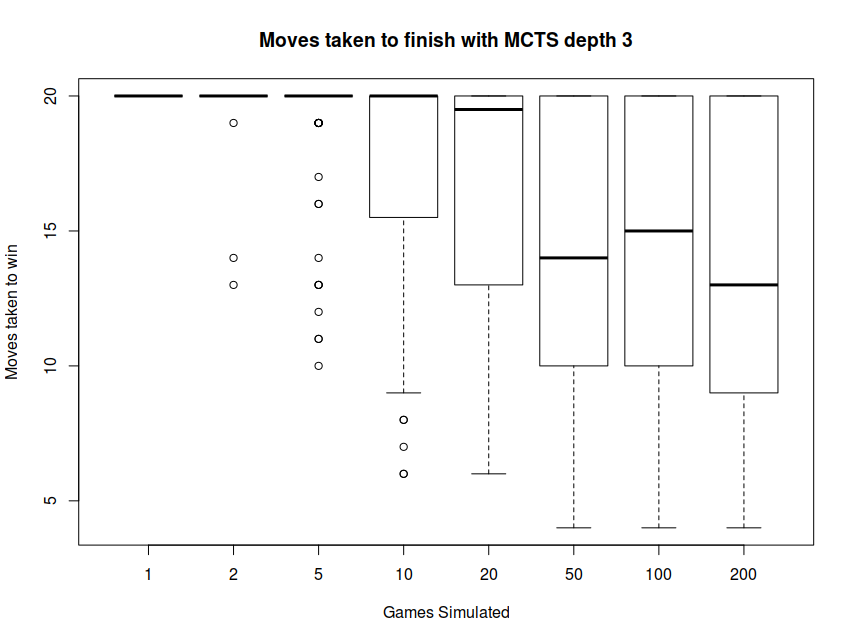 Moves taken to finish with MCTS depth 3
Moves taken to win
20
15
10
5
1 2 5 10 20 50 100 200
Games Simulated